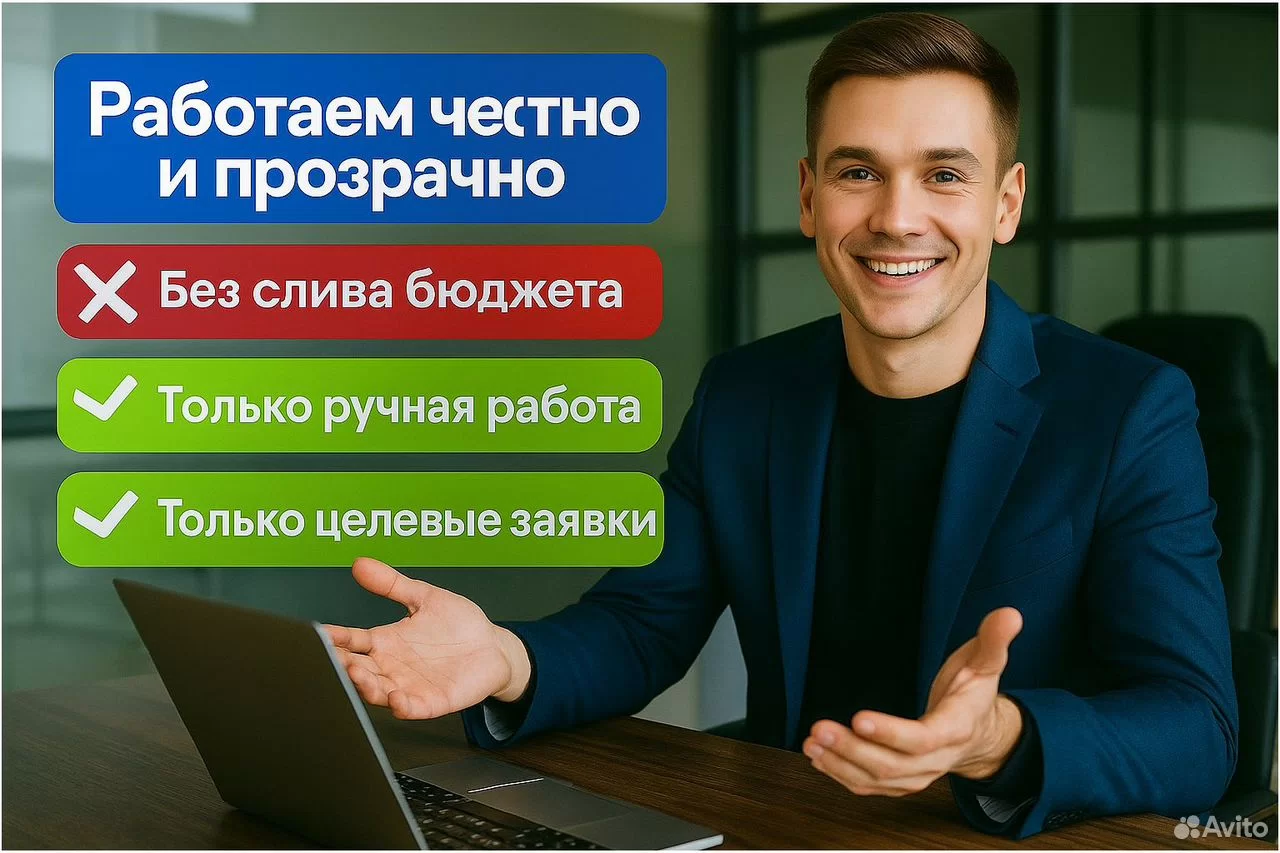 Работаем честно
и прозрачно
Без слива бюджета
Только ручная работа
Только целевые заявки
Avito